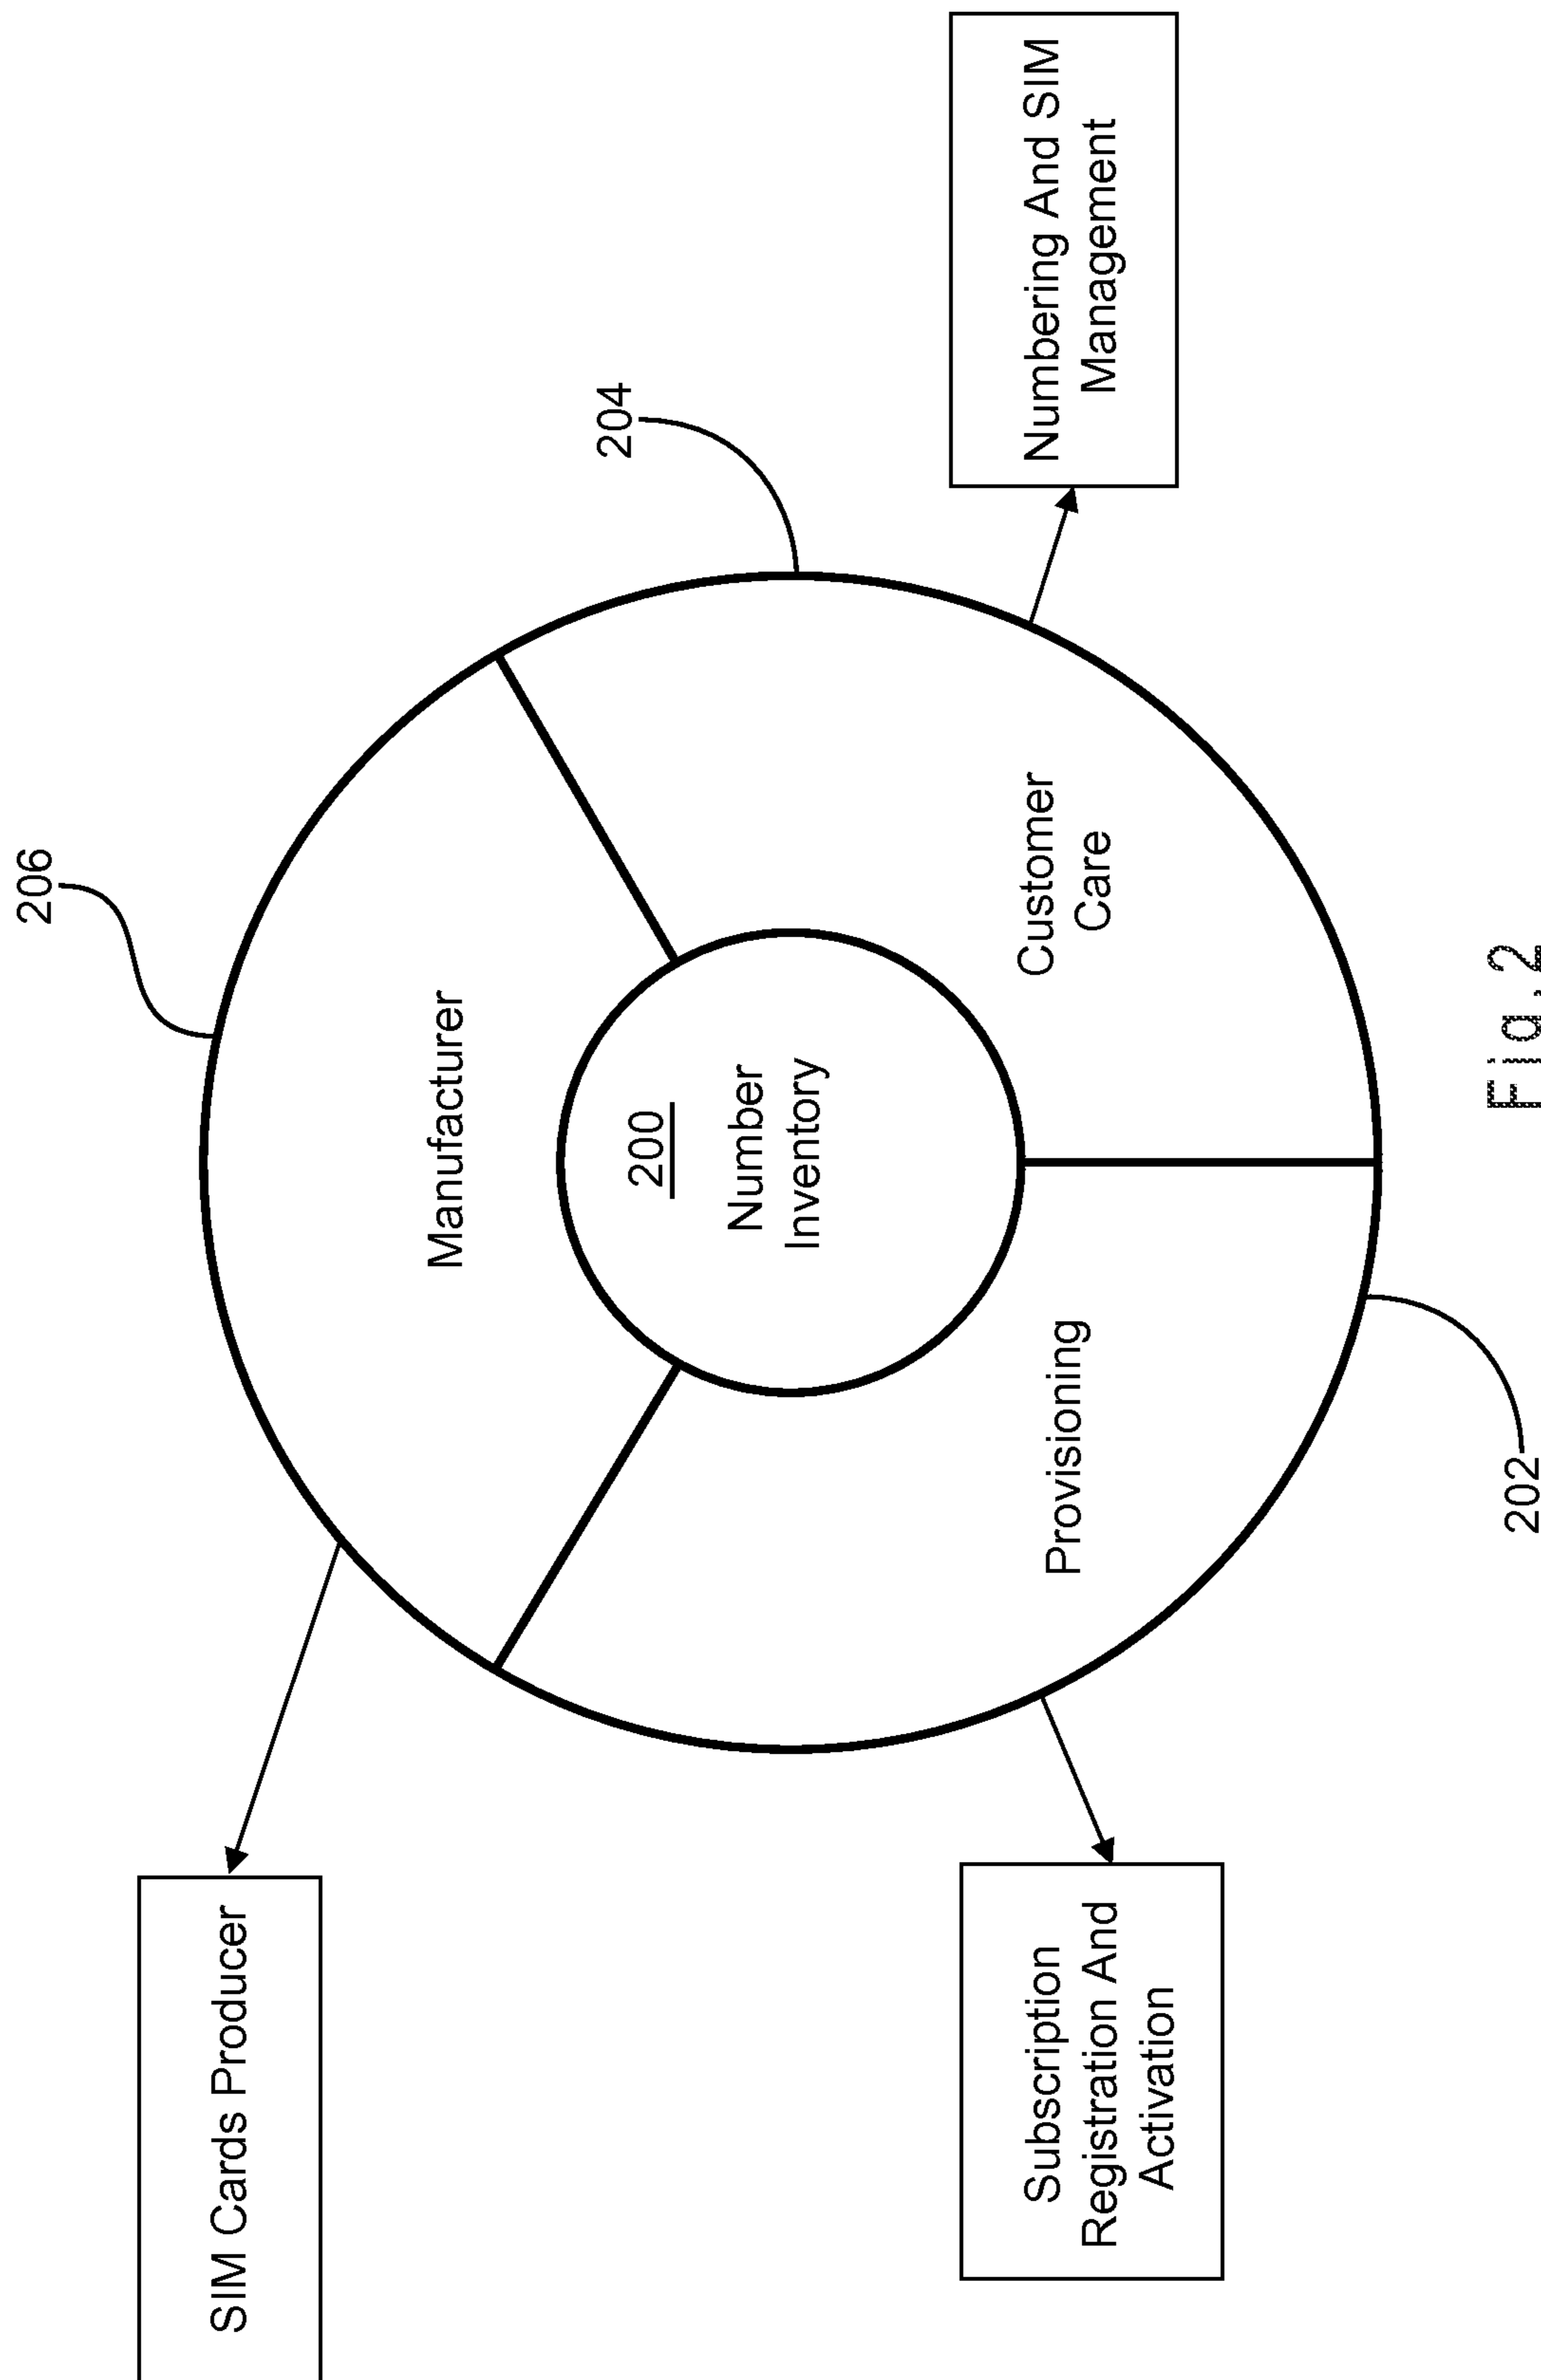 206
SIM Cards Producer
Manufacturer
204
200
Number
Inventory
Subscription
Registration And
Activation
Provisioning
Customer
Care
Numbering And SIM
Management
202
Fig.2